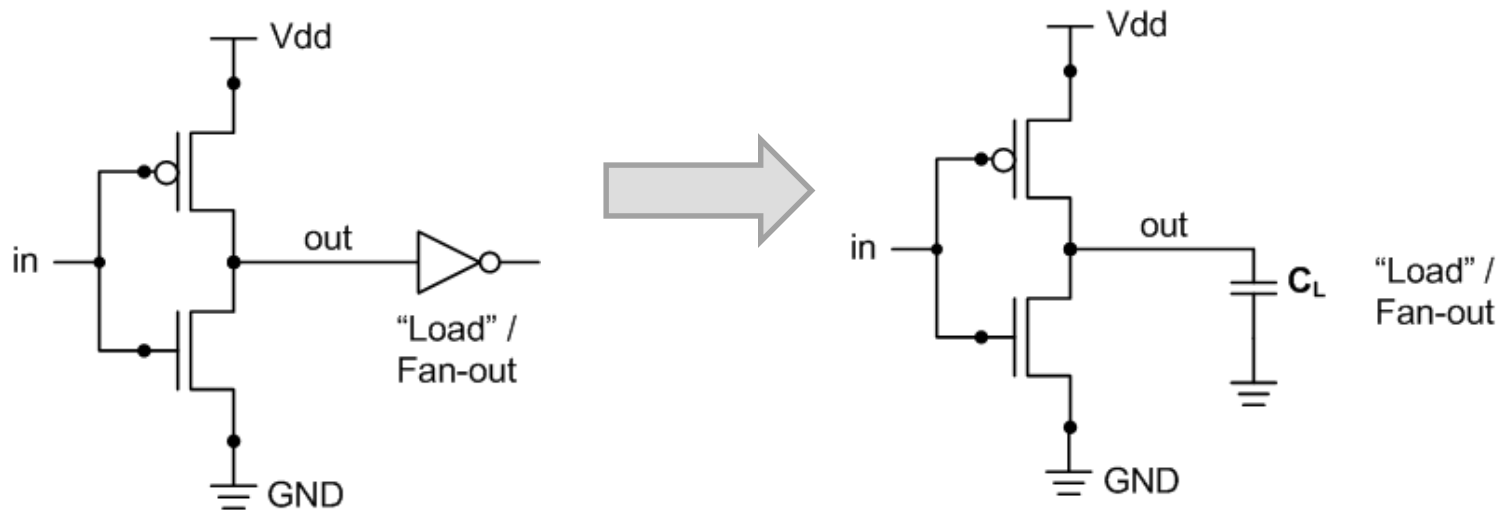 Vdd
in
out
“Load” /
Fan-out
GND
Vdd
in
out
CL
“Load” /
Fan-out
GND